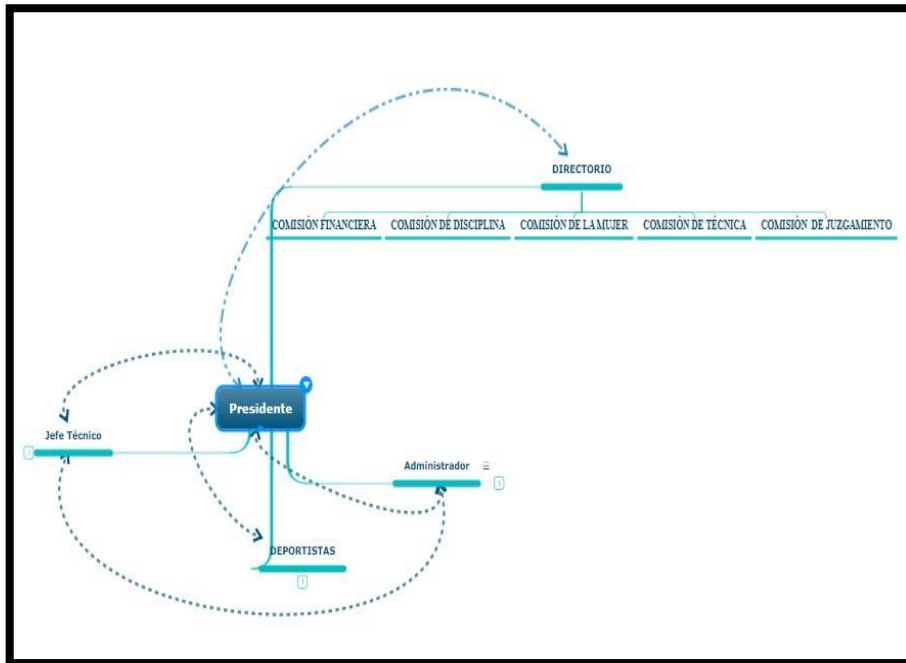 DIRECTORIO
COMISIÓN FINANCIERA COMISIÓN DE DISCIPLINA COMISIÓN DE LA MUJER COMISIÓN DE TÉCNICA COMISIÓN DE JUZGAMIENTO
Presidente
Jefe Técnico
Administrador
DEPORTISTAS